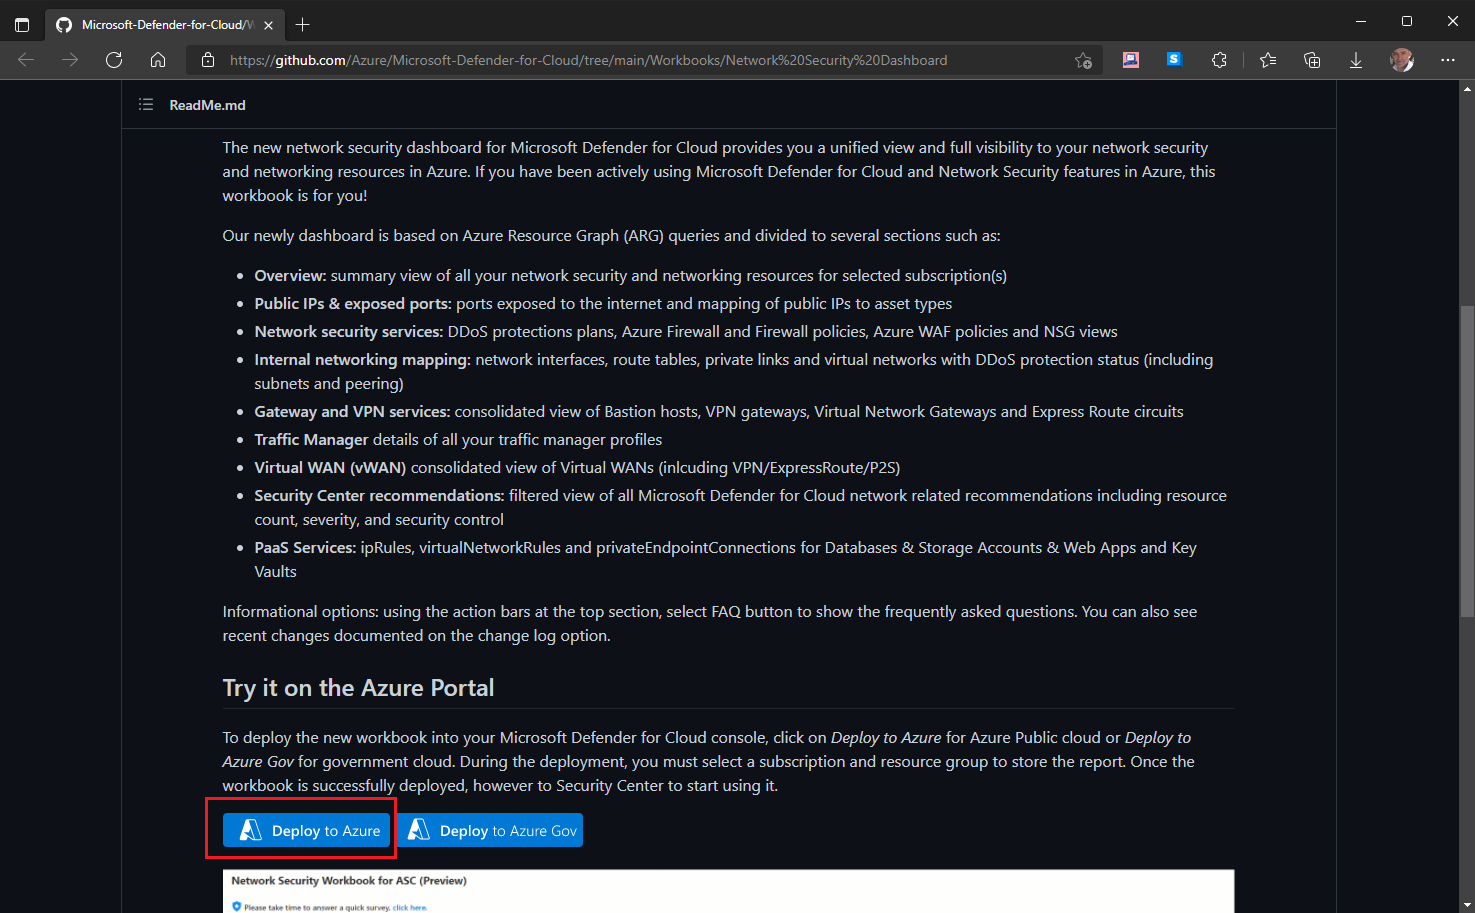 Microsoft-Defender-for-Cloud/W
https://github.com/Azure/Microsoft-Defender-for-Cloud/tree/main/Workbooks/Network%20Security%20Dashboard
S
ReadMe.md
The new network security dashboard for Microsoft Defender for Cloud provides you a unified view and full visibility to your network security
and networking resources in Azure. If you have been actively using Microsoft Defender for Cloud and Network Security features in Azure, this
workbook is for you!
Our newly dashboard is based on Azure Resource Graph (ARG) queries and divided to several sections such as:
• Overview: summary view of all your network security and networking resources for selected subscription(s)
• Public IPs & exposed ports: ports exposed to the internet and mapping of public IPs to asset types
• Network security services: DDoS protections plans, Azure Firewall and Firewall policies, Azure WAF policies and NSG views
• Internal networking mapping: network interfaces, route tables, private links and virtual networks with DDoS protection status (including
subnets and peering)
• Gateway and VPN services: consolidated view of Bastion hosts, VPN gateways, Virtual Network Gateways and Express Route circuits
• Traffic Manager details of all your traffic manager profiles
• Virtual WAN (vWAN) consolidated view of Virtual WANs (inlcuding VPN/ExpressRoute/P2S)
• Security Center recommendations: filtered view of all Microsoft Defender for Cloud network related recommendations including resource
count, severity, and security control
• PaaS Services: ipRules, virtualNetworkRules and privateEndpointConnections for Databases & Storage Accounts & Web Apps and Key
Vaults
Informational options: using the action bars at the top section, select FAQ button to show the frequently asked questions. You can also see
recent changes documented on the change log option.
Try it on the Azure Portal
To deploy the new workbook into your Microsoft Defender for Cloud console, click on Deploy to Azure for Azure Public cloud or Deploy to
Azure Gov for government cloud. During the deployment, you must select a subscription and resource group to store the report. Once the
workbook is successfully deployed, however to Security Center to start using it.
Deploy to Azure Deploy to Azure Gov
Network Security Workbook for ASC (Preview)
Please take time to answer a quick survey, click here.